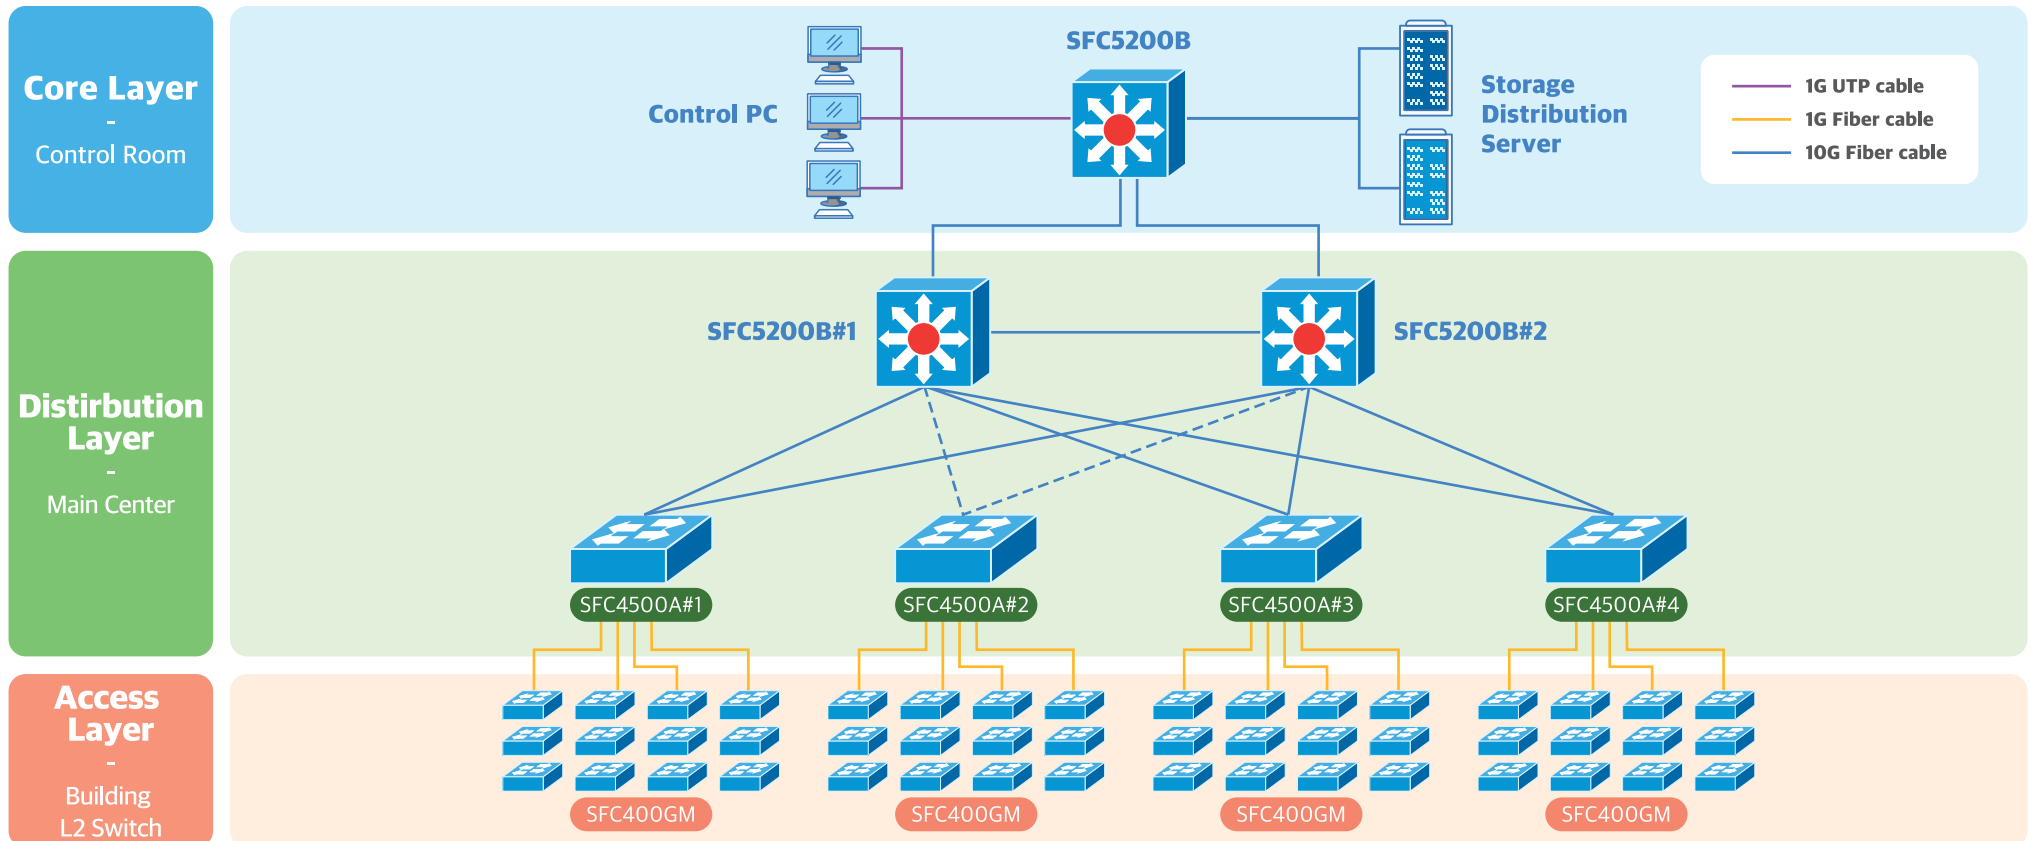 Core Layer
-
Control Room
Control PC
SFC5200B
Storage
Distribution
Server
1G UTP cable
1G Fiber cable
10G Fiber cable
Distirbution
Layer
-
Main Center
SFC5200B#1
SFC5200B#2
SFC4500A#1
SFC4500A#2
SFC4500A#3
SFC4500A#4
Access
Layer
-
Building
L2 Switch
SFC400GM
SFC400GM
SFC400GM
SFC400GM